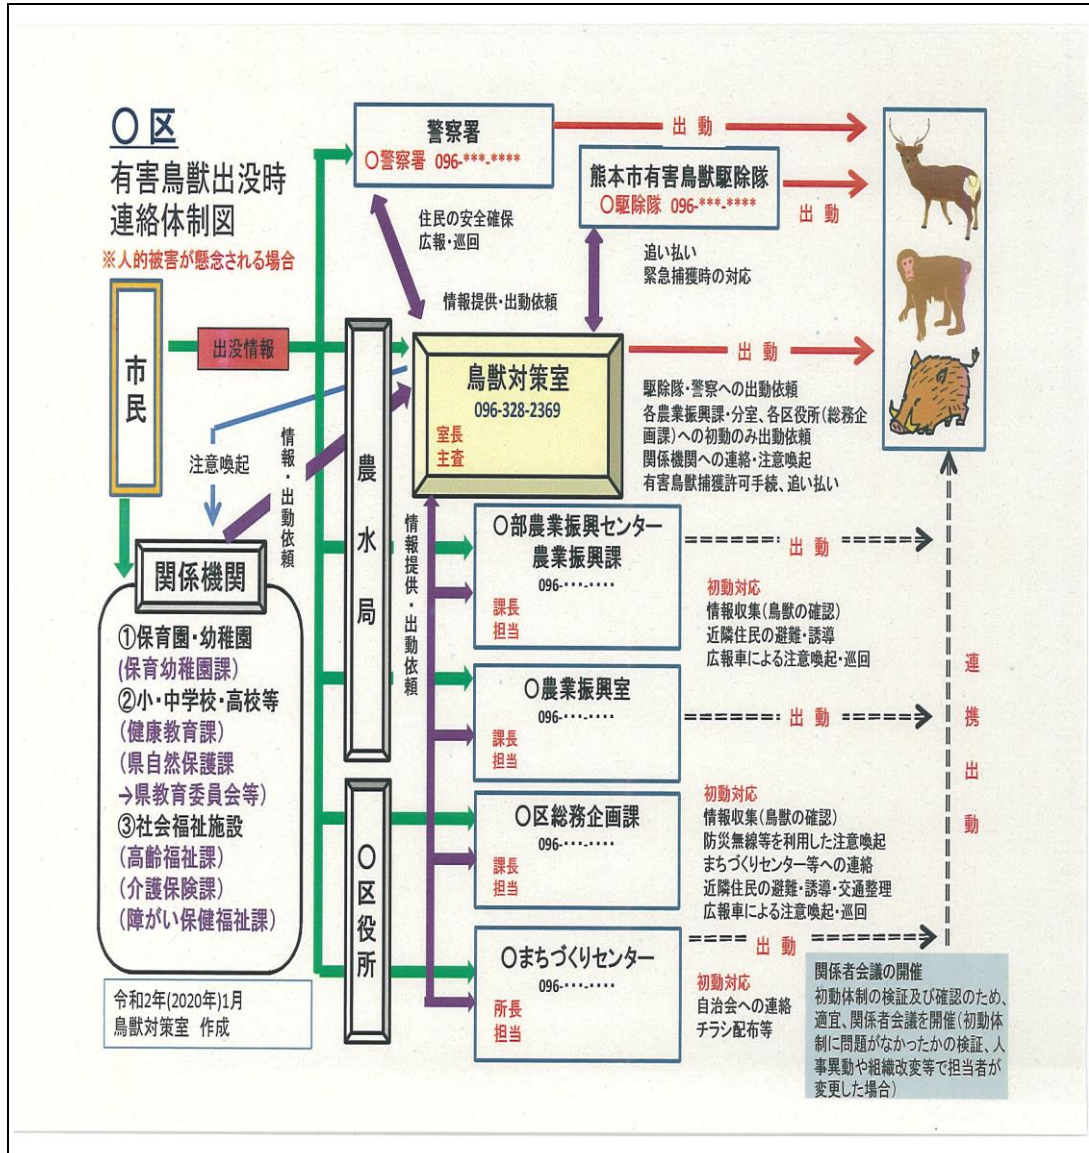 〇区
有害鳥獣出没時
連絡体制図
※人的被害が懸念される場合
市民
出没情報
注意喚起
情報・出動依頼
関係機関
①保育園・幼稚園
(保育幼稚園課)
②小・中学校・高校等
(健康教育課)
(県自然保護課
→県教育委員会等)
③社会福祉施設
(高齢福祉課)
(介護保険課)
(障がい保健福祉課)
令和2年(2020年)1月
鳥獣対策室 作成
警察署
〇警察署 096-***-****
出動
熊本市有害鳥獣駆除隊
〇駆除隊 096-***-****
出動
住民の安全確保
広報・巡回
追い払い
緊急捕獲時の対応
情報提供・出動依頼
農水局
鳥獣対策室
096-328-2369
室長
主査
出動
駆除隊・警察への出動依頼
各農業振興課・分室、各区役所(総務企
画課)への初動のみ出動依頼
関係機関への連絡・注意喚起
有害鳥獣捕獲許可手続、追い払い
情報提供・出動依頼
〇部農業振興センター
農業振興課
096-‥‥-‥‥
課長
担当
出動
初動対応
情報収集(鳥獣の確認)
近隣住民の避難・誘導
広報車による注意喚起・巡回
〇農業振興室
096-‥‥-‥‥
課長
担当
出動
連携出動
〇区役所
〇区総務企画課
096-‥‥-‥‥
課長
担当
初動対応
情報収集(鳥獣の確認)
防災無線等を利用した注意喚起
まちづくりセンター等への連絡
近隣住民の避難・誘導・交通整理
広報車による注意喚起・巡回
〇まちづくりセンター
096-‥‥-‥‥
所長
担当
出動
初動対応
自治会への連絡
チラシ配布等
関係者会議の開催
初動体制の検証及び確認のため、
適宜、関係者会議を開催(初動体
制に問題がなかったかの検証、人
事異動や組織改変等で担当者が
変更した場合)